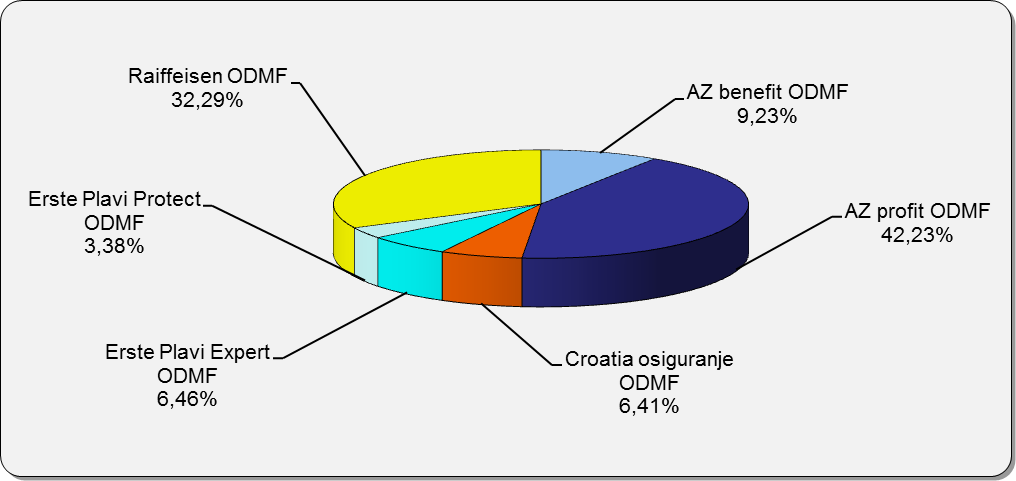 Raiffeisen ODMF
32,29%
AZ benefit ODMF
9,23%
Erste Plavi Protect
ODMF
3,38%
AZ profit ODMF
42,23%
Erste Plavi Expert
ODMF
6,46%
Croatia osiguranje
ODMF
6,41%